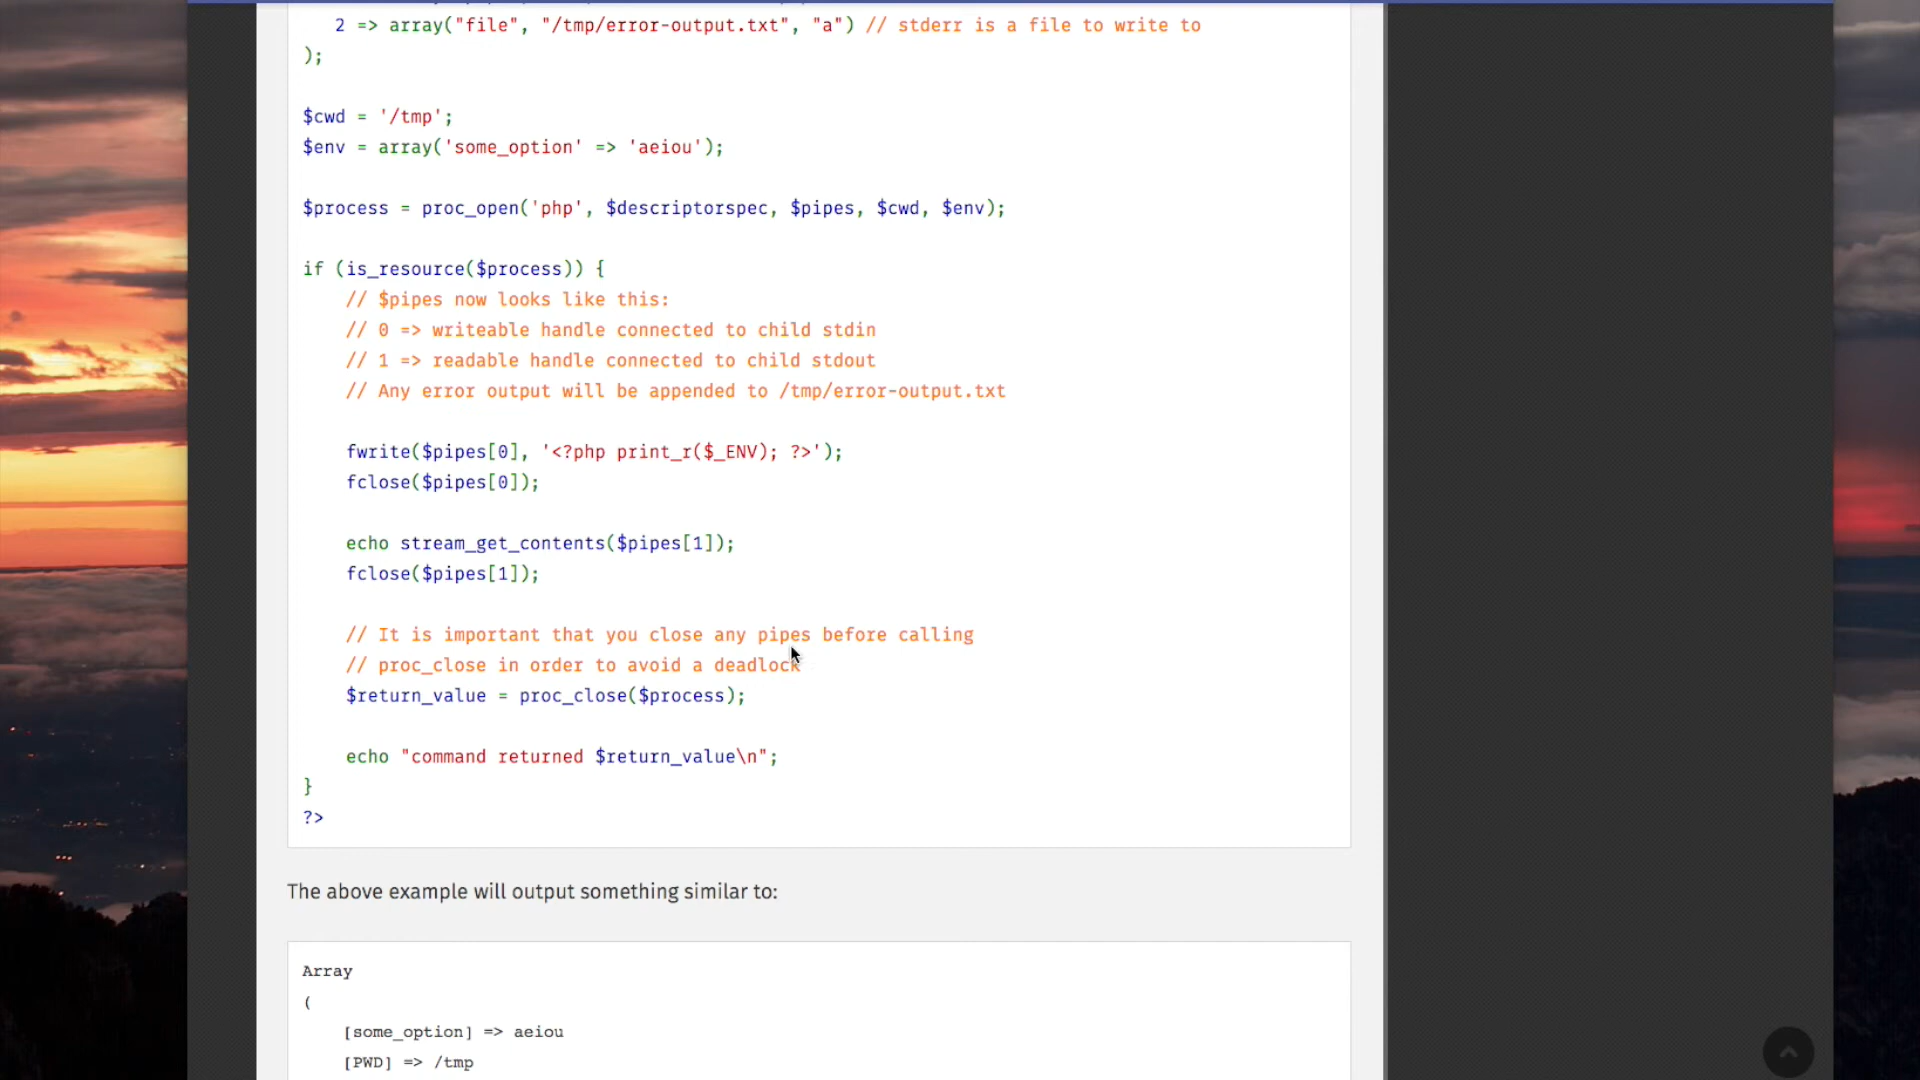 2 => array("file", "/tmp/error-output.txt", "a") // stderr is a file to write to
);
$cwd = '/tmp';
$env = array('some_option' => 'aeiou');
$process = proc_open('php', $descriptorspec, $pipes, $cwd, $env);
if (is_resource($process)) {
// $pipes now looks like this:
// 0 => writeable handle connected to child stdin
// 1 => readable handle connected to child stdout
// Any error output will be appended to /tmp/error-output.txt
fwrite($pipes[0], '<?php print_r($_ENV); ?>');
fclose($pipes[0]);
echo stream_get_contents($pipes[1]);
fclose($pipes[1]);
// It is important that you close any pipes before calling
// proc_close in order to avoid a deadlock
$return_value = proc_close($process);
echo "command returned $return_value\n";
}
?>
The above example will output something similar to:
Array
(
[some_option] => aeiou
[PWD] => /tmp